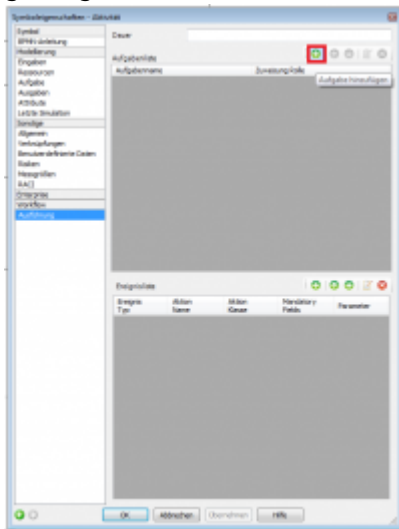 Symboleigenschaften - Aktivität
Symbol
BPMN-Anleitung
Modellierung
Eingaben
Ressourcen
Aufgabe
Ausgaben
Attribute
Letzte Simulation
Sonstige
Allgemein
Verknüpfungen
Benutzerdefinierte Daten
Risiken
Messgrößen
RACI
Enterprise
Workflow
Ausführung
Dauer
Aufgabenliste
Aufgabenname Zuweisung Rolle
Aufgabe hinzufügen
Ereignisliste
Ereignis Typ
Aktion Name
Aktion Klasse
Mandatory Fields
Parameter
OK Abbrechen Übernehmen Hilfe